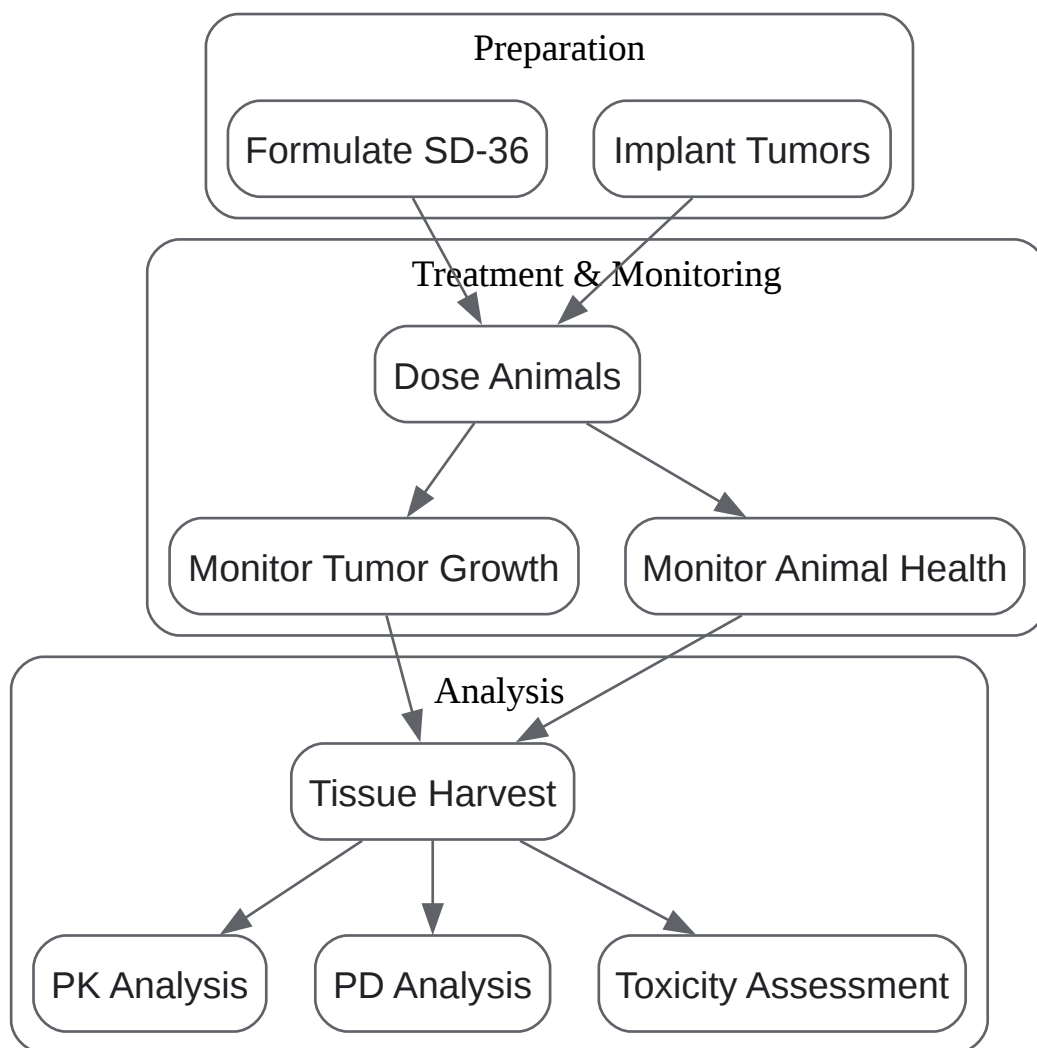 Preparation
Formulate SD-36
Implant Tumors
Treatment & Monitoring
Dose Animals
Monitor Tumor Growth
Monitor Animal Health
Analysis
Tissue Harvest
PK Analysis
PD Analysis
Toxicity Assessment